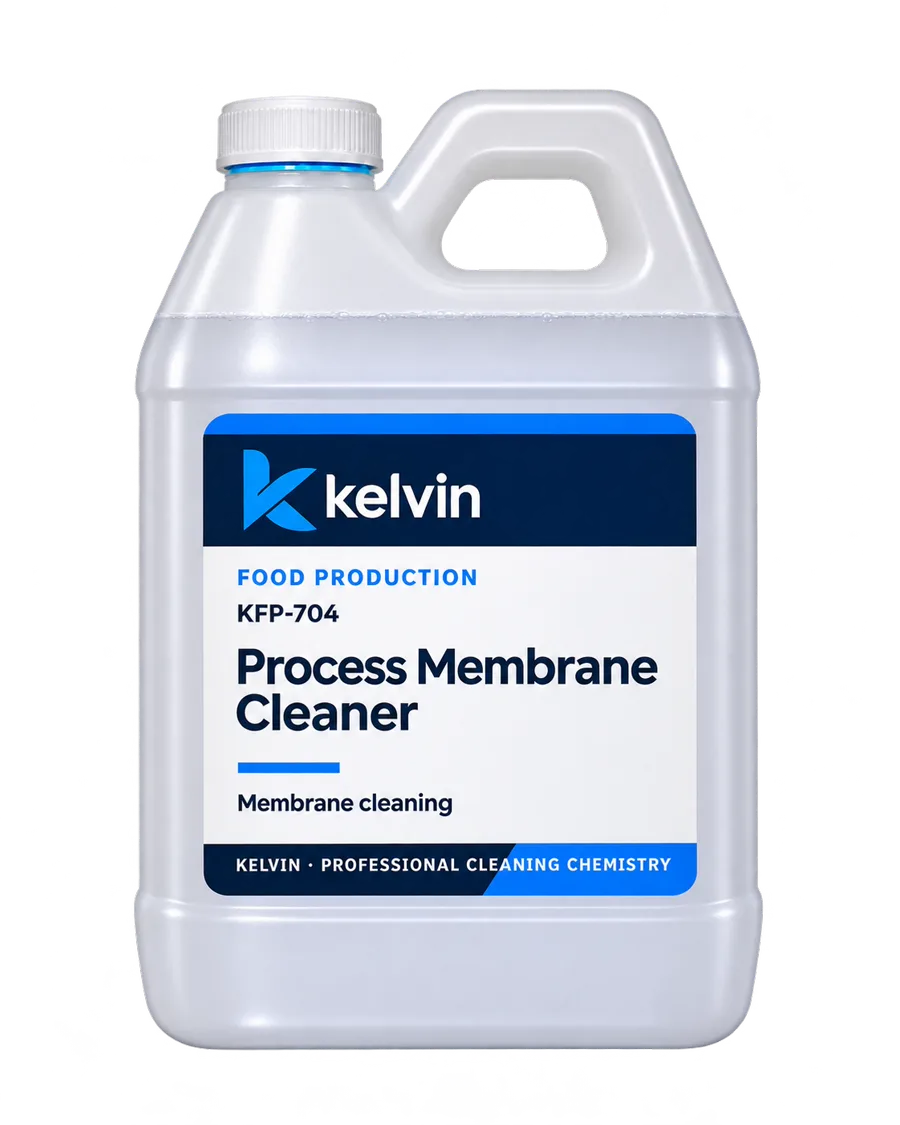 kelvin
FOOD PRODUCTION
KFP-704
Process Membrane
Cleaner
Membrane cleaning
KELVIN · PROFESSIONAL CLEANING CHEMISTRY